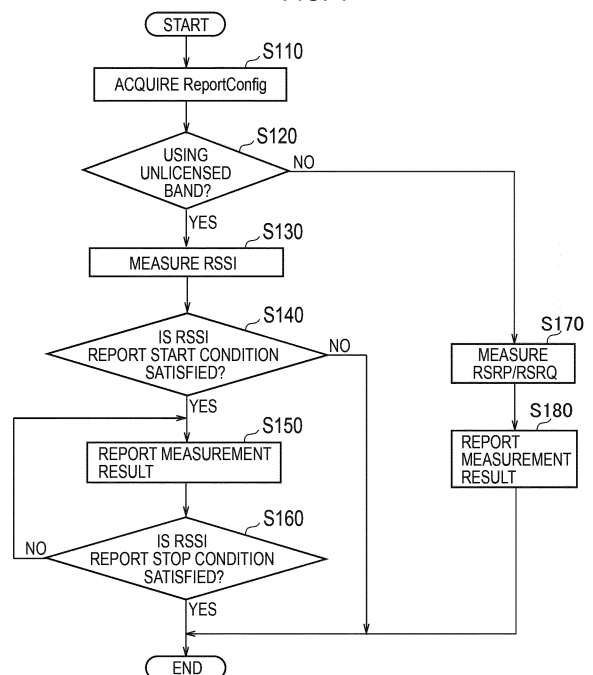 START
S110
ACQUIRE ReportConfig
S120
USING
UNLICENSED
BAND?
NO
YES
S130
MEASURE RSSI
S140
IS RSSI
REPORT START CONDITION
SATISFIED?
NO
YES
S170
MEASURE
RSRP/RSRQ
S150
REPORT MEASUREMENT
RESULT
S180
REPORT
MEASUREMENT
RESULT
S160
IS RSSI
REPORT STOP CONDITION
SATISFIED?
NO
YES
END